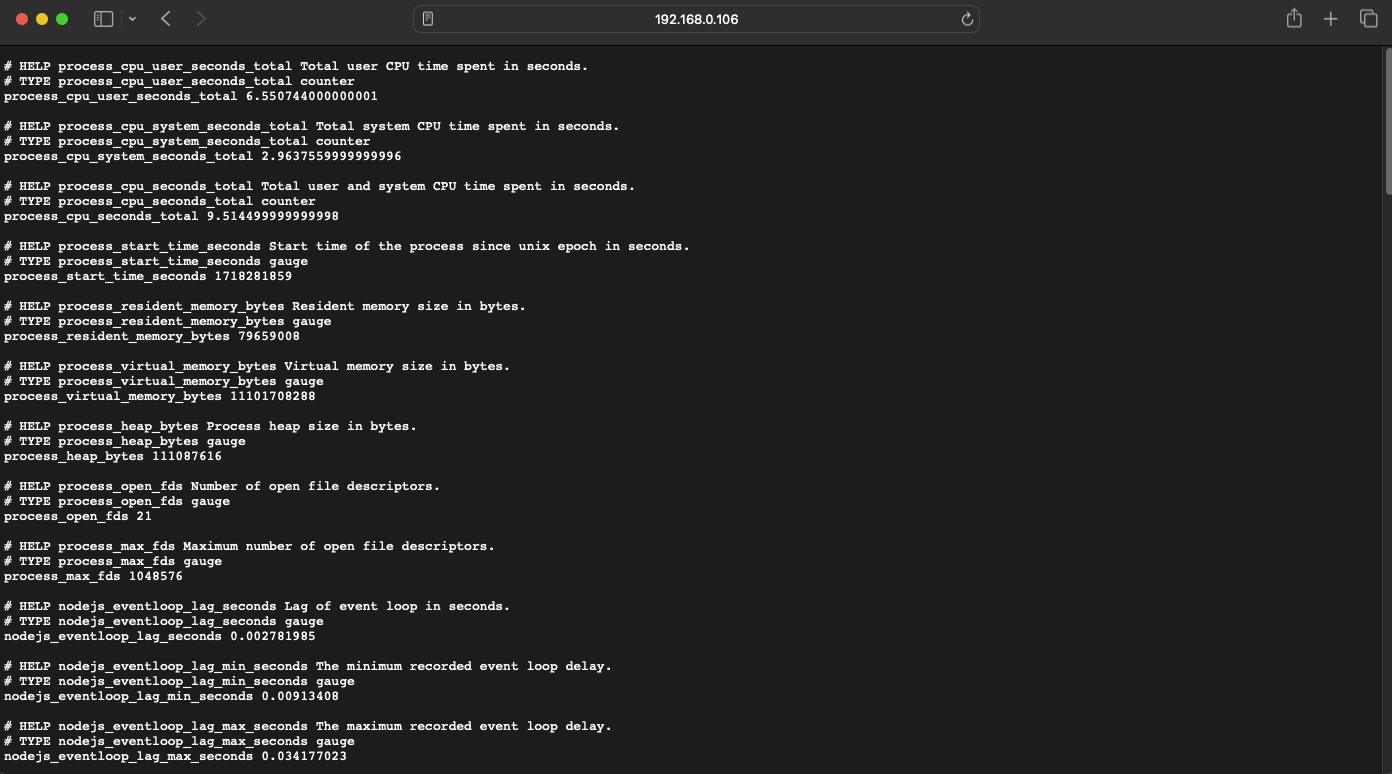 192.168.0.106
# HELP process_cpu_user_seconds_total Total user CPU time spent in seconds.
# TYPE process_cpu_user_seconds_total counter
process_cpu_user_seconds_total 6.550744000000001
# HELP process_cpu_system_seconds_total Total system CPU time spent in seconds.
# TYPE process_cpu_system_seconds_total counter
process_cpu_system_seconds_total 2.9637559999999996
# HELP process_cpu_seconds_total Total user and system CPU time spent in seconds.
# TYPE process_cpu_seconds_total counter
process_cpu_seconds_total 9.514499999999998
# HELP process_start_time_seconds Start time of the process since unix epoch in seconds.
# TYPE process_start_time_seconds gauge
process_start_time_seconds 1718281859
# HELP process_resident_memory_bytes Resident memory size in bytes.
# TYPE process_resident_memory_bytes gauge
process_resident_memory_bytes 79659008
# HELP process_virtual_memory_bytes Virtual memory size in bytes.
# TYPE process_virtual_memory_bytes gauge
process_virtual_memory_bytes 11101708288
# HELP process_heap_bytes Process heap size in bytes.
# TYPE process_heap_bytes gauge
process_heap_bytes 111087616
# HELP process_open_fds Number of open file descriptors.
# TYPE process_open_fds gauge
process_open_fds 21
# HELP process_max_fds Maximum number of open file descriptors.
# TYPE process_max_fds gauge
process_max_fds 1048576
# HELP nodejs_eventloop_lag_seconds Lag of event loop in seconds.
# TYPE nodejs_eventloop_lag_seconds gauge
nodejs_eventloop_lag_seconds 0.002781985
# HELP nodejs_eventloop_lag_min_seconds The minimum recorded event loop delay.
# TYPE nodejs_eventloop_lag_min_seconds gauge
nodejs_eventloop_lag_min_seconds 0.00913408
# HELP nodejs_eventloop_lag_max_seconds The maximum recorded event loop delay.
# TYPE nodejs_eventloop_lag_max_seconds gauge
nodejs_eventloop_lag_max_seconds 0.034177023